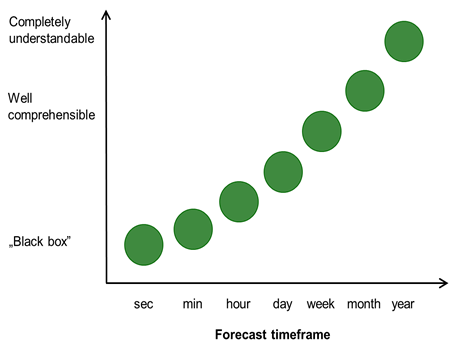 Completely
understandable
Well
comprehensible
„Black box”
sec min hour day week month year
Forecast timeframe